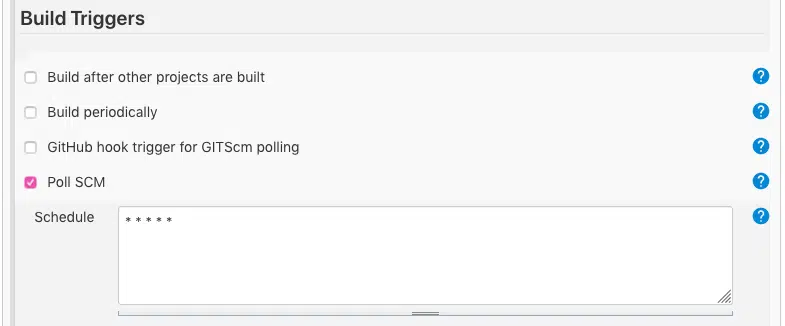 Build Triggers
Build after other projects are built
?
Build periodically
?
GitHub hook trigger for GITScm polling
?
Poll SCM
?
Schedule
* * * * *
?